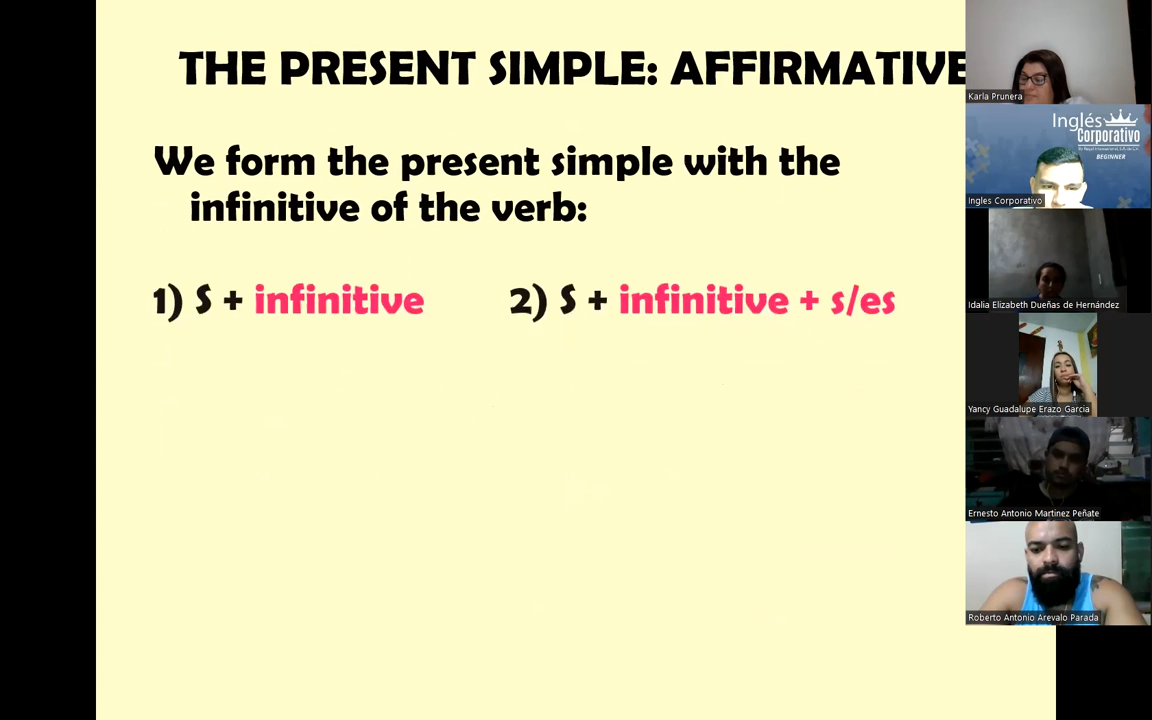 THE PRESENT SIMPLE: AFFIRMATIVE
We form the present simple with the
infinitive of the verb:
1) S + infinitive 2) S + infinitive + s/es
Karla Prunera
Inglés
Corporativo
BEGINNER
Ingles Corporativo
Idalia Elizabeth Dueñas de Hernández
Yancy Guadalupe Erazo Garcia
Ernesto Antonio Martinez Peñate
Roberto Antonio Arevalo Parada